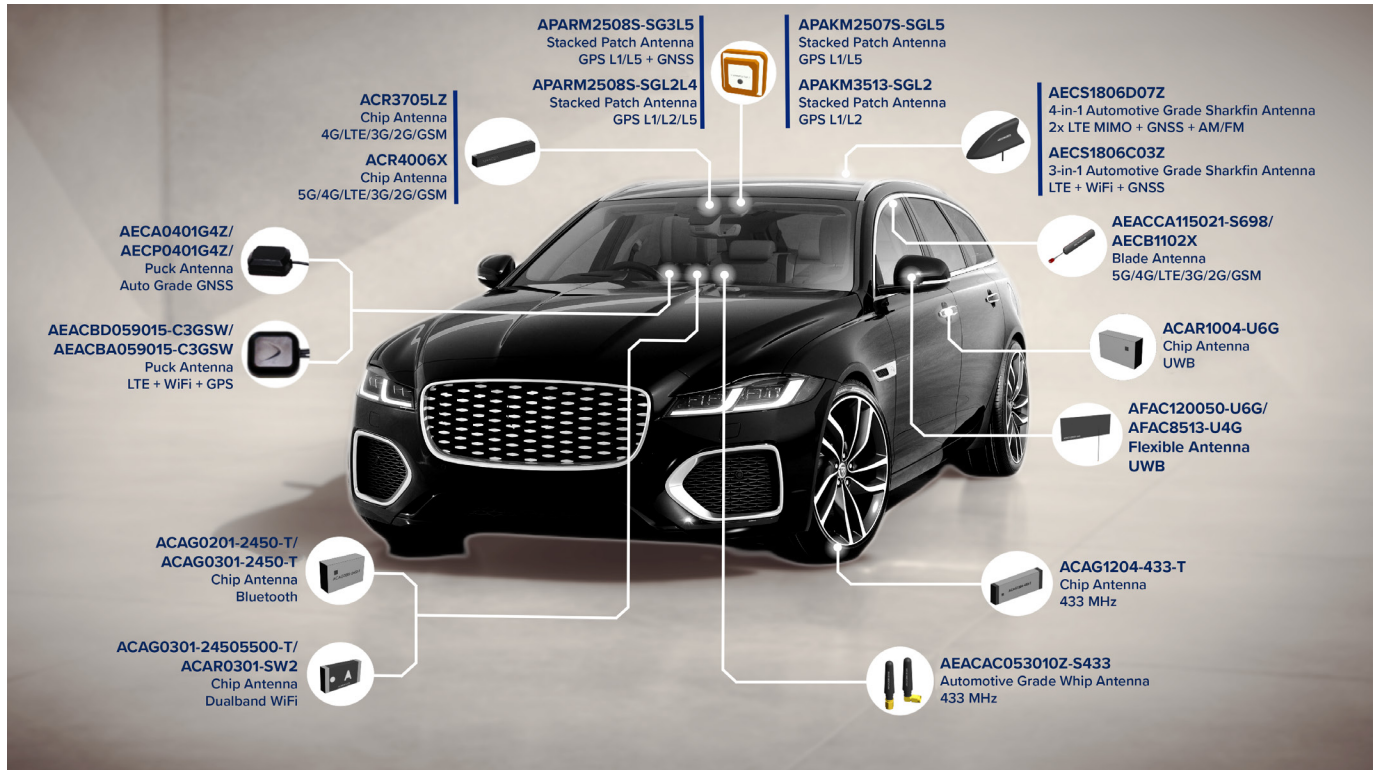 APARM2508S-SG3L5
Stacked Patch Antenna
GPS L1/L5 + GNSS
APARM2508S-SGL2L4
Stacked Patch Antenna
GPS L1/L2/L5
APAKM2507S-SGL5
Stacked Patch Antenna
GPS L1/L5
APAKM3513-SGL2
Stacked Patch Antenna
GPS L1/L2
ACR3705LZ
Chip Antenna
4G/LTE/3G/2G/GSM
ACR4006X
Chip Antenna
5G/4G/LTE/3G/2G/GSM
AECS1806D07Z
4-in-1 Automotive Grade Sharkfin Antenna
2x LTE MIMO + GNSS + AM/FM
AECS1806C03Z
3-in-1 Automotive Grade Sharkfin Antenna
LTE + WiFi + GNSS
AECA0401G4Z/
AECP0401G4Z/
Puck Antenna
Auto Grade GNSS
AEACCA115021-S698/
AECB1102X
Blade Antenna
5G/4G/LTE/3G/2G/GSM
AEACBD059015-C3GSW/
AEACBA059015-C3GSW
Puck Antenna
LTE + WiFi + GPS
ACAR1004-U6G
Chip Antenna
UWB
AFAC120050-U6G/
AFAC8513-U4G
Flexible Antenna
UWB
ACAG0201-2450-T/
ACAG0301-2450-T
Chip Antenna
Bluetooth
ACAG1204-433-T
Chip Antenna
433 MHz
ACAG0301-24505500-T/
ACAR0301-SW2
Chip Antenna
Dualband WiFi
AEACAC053010Z-S433
Automotive Grade Whip Antenna
433 MHz